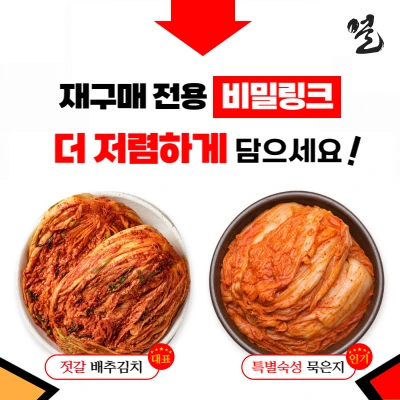 재구매 전용 비밀링크
더 저렴하게 담으세요!
젓갈 배추김치 대표
특별숙성 묵은지 인기